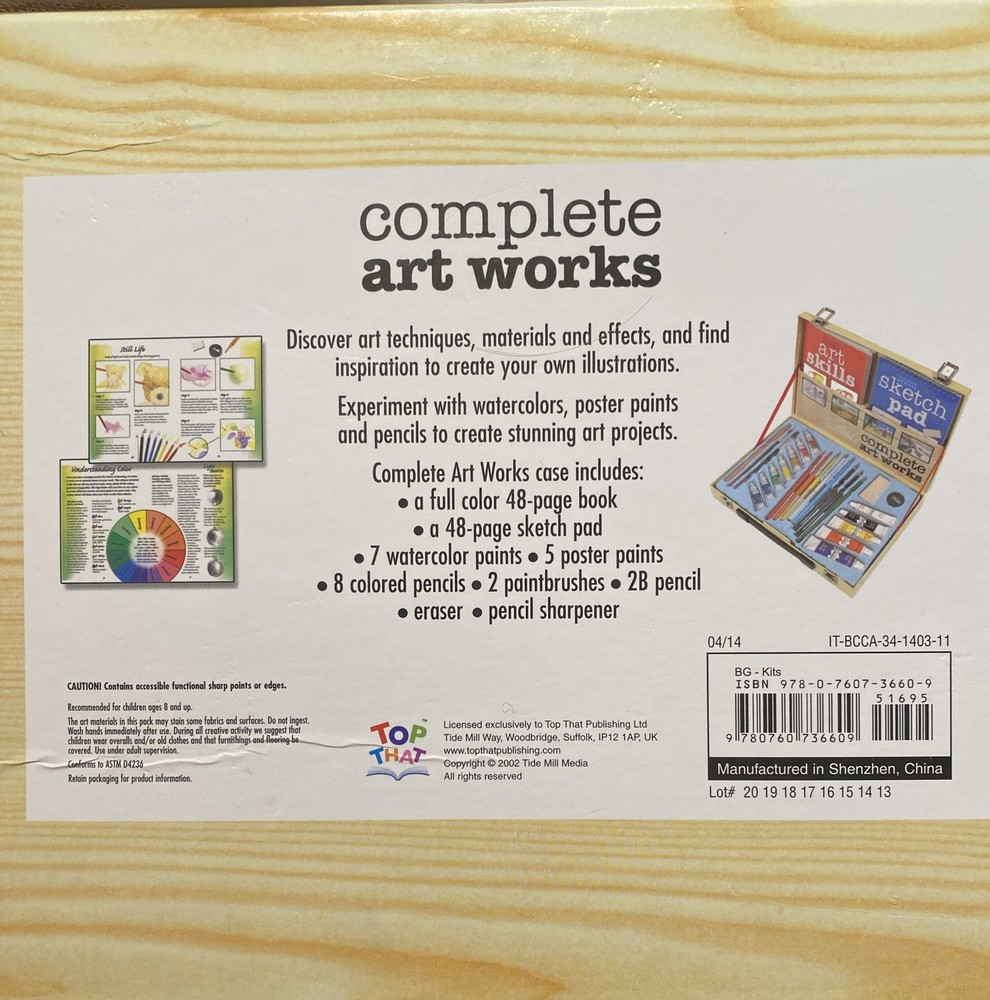 complete
art works
Discover art techniques, materials and effects, and find
inspiration to create your own illustrations.
Experiment with watercolors, poster paints
and pencils to create stunning art projects.
Complete Art Works case includes:
• a full color 48-page book
• a 48-page sketch pad
• 7 watercolor paints • 5 poster paints
• 8 colored pencils • 2 paintbrushes • 2B pencil
• eraser • pencil sharpener
Still Life
Understanding Color
art
skills
sketch
pad
complete
art works
CAUTION! Contains accessible functional sharp points or edges.
Recommended for children ages 8 and up.
The art materials in this pack may stain some fabrics and surfaces. Do not ingest.
Wash hands immediately after use. During all creative activity we suggest that
children wear overalls and/or old clothes and that furnishings and flooring be
covered. Use under adult supervision.
Conforms to ASTM D4236
Retain packaging for product information.
TOP
THAT
™
Licensed exclusively to Top That Publishing Ltd
Tide Mill Way, Woodbridge, Suffolk, IP12 1AP, UK
www.topthatpublishing.com
Copyright © 2002 Tide Mill Media
All rights reserved
04/14 IT-BCCA-34-1403-11
BG - Kits
ISBN 978-0-7607-3660-9
51695
9 780760 736609
Manufactured in Shenzhen, China
Lot# 20 19 18 17 16 15 14 13